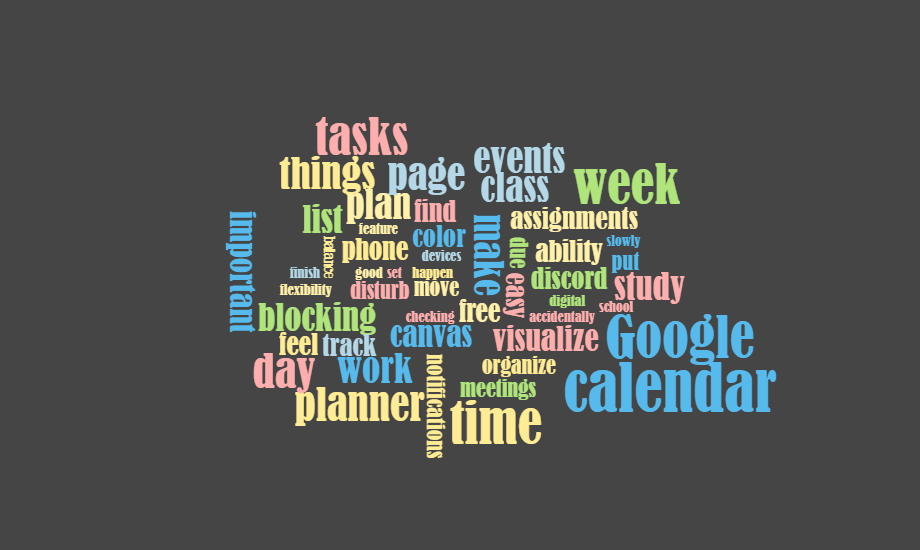 tasks
events
things
page
class
week
plan
find
list
assignments
important
feature
make
color
phone
balance
devices
due
ability
slowly
put
finish
good
set
happen
easy
discord
study
flexibility
disturb
move
digital
school
blocking
free
checking
accidentally
Google
canvas
visualize
feel
track
day
work
notifications
organize
calendar
meetings
planner
time